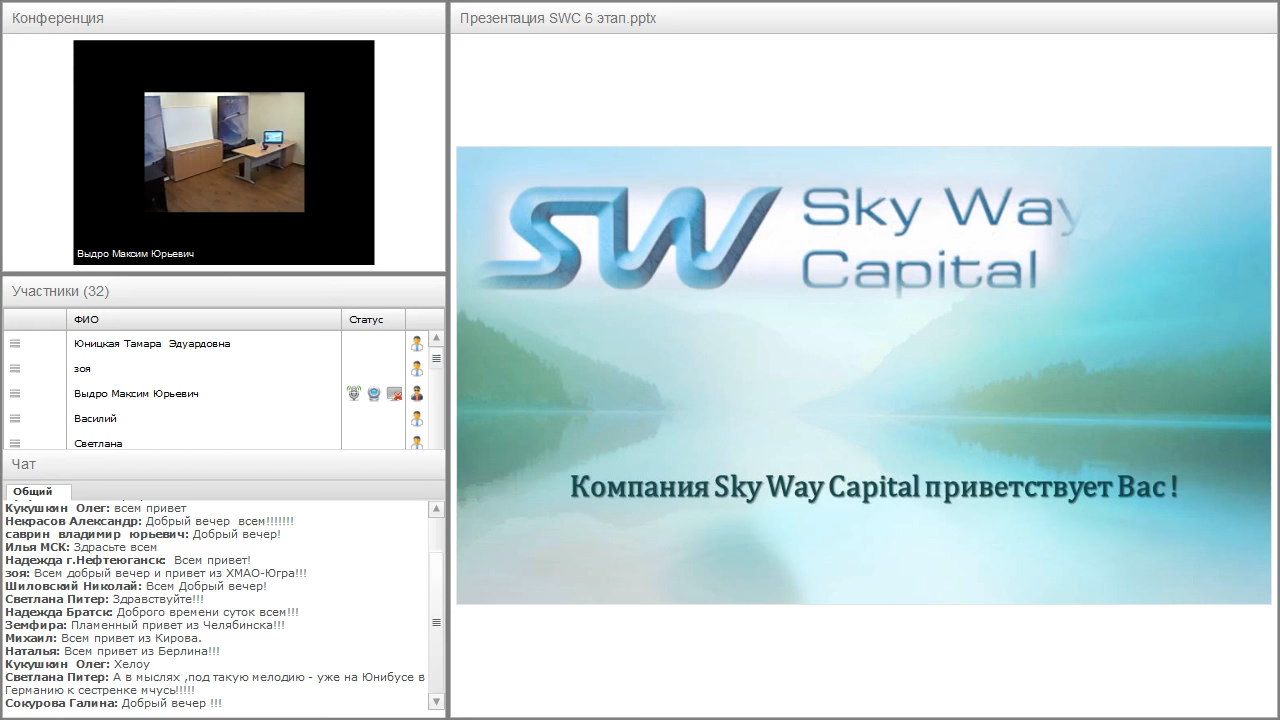 Конференция
Выдро Максим Юрьевич
Участники (32)
ФИО Статус
Юницкая Тамара Эдуардовна
зоя
Выдро Максим Юрьевич
Василий
Светлана
Чат
Общий
Кукушкин Олег: всем привет
Некрасов Александр: Добрый вечер всем!!!!!!!
саврин владимир юрьевич: Добрый вечер!
Илья МСК: Здрасьте всем
Надежда г.Нефтеюганск: Всем привет!
зоя: Всем добрый вечер и привет из ХМАО-Югра!!!
Шиловский Николай: Всем Добрый вечер!
Светлана Питер: Здравствуйте!!!
Надежда Братск: Доброго времени суток всем!!!
Земфира: Пламенный привет из Челябинска!!!
Михаил: Всем привет из Кирова.
Наталья: Всем привет из Берлина!!!
Кукушкин Олег: Хелоу
Светлана Питер: А в мыслях ,под такую мелодию - уже на Юнибусе в
Германию к сестренке мчусь!!!!!
Сокурова Галина: Добрый вечер !!!
Презентация SWC 6 этап.pptx
SW Sky Way
Capital
Компания Sky Way Capital приветствует Вас !